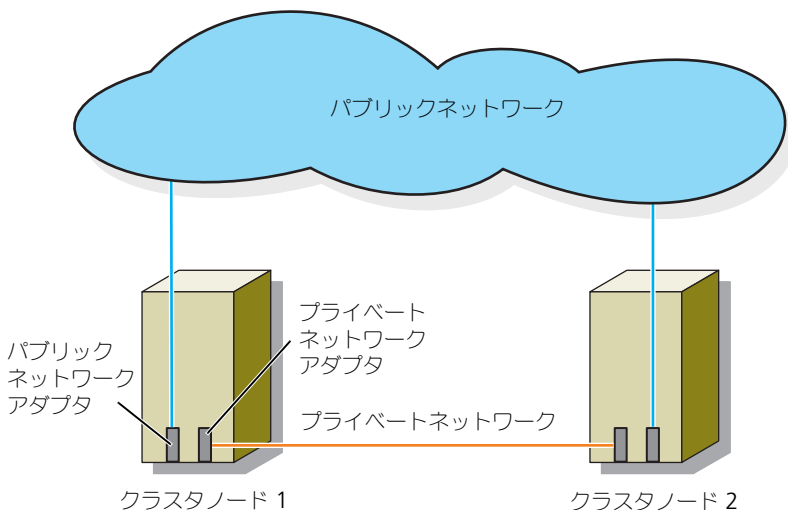 パブリックネットワーク
プライベート
ネットワーク
アダプタ
パブリック
ネットワーク
アダプタ
プライベートネットワーク
クラスタノード 1
クラスタノード 2